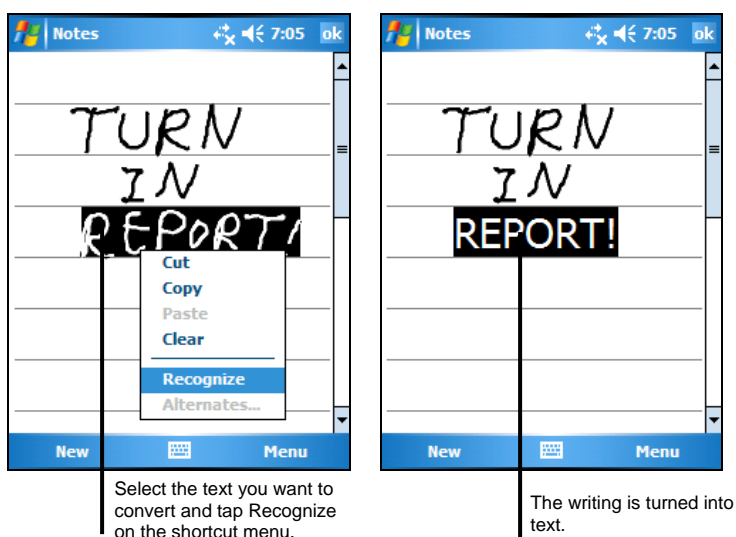 Notes 7:05 ok
TURN
IN
REPORT!
Cut
Copy
Paste
Clear
Recognize
Alternates...
New Menu
Select the text you want to
convert and tap Recognize
on the shortcut menu.
Notes 7:05 ok
TURN
IN
REPORT!
New Menu
The writing is turned into
text.